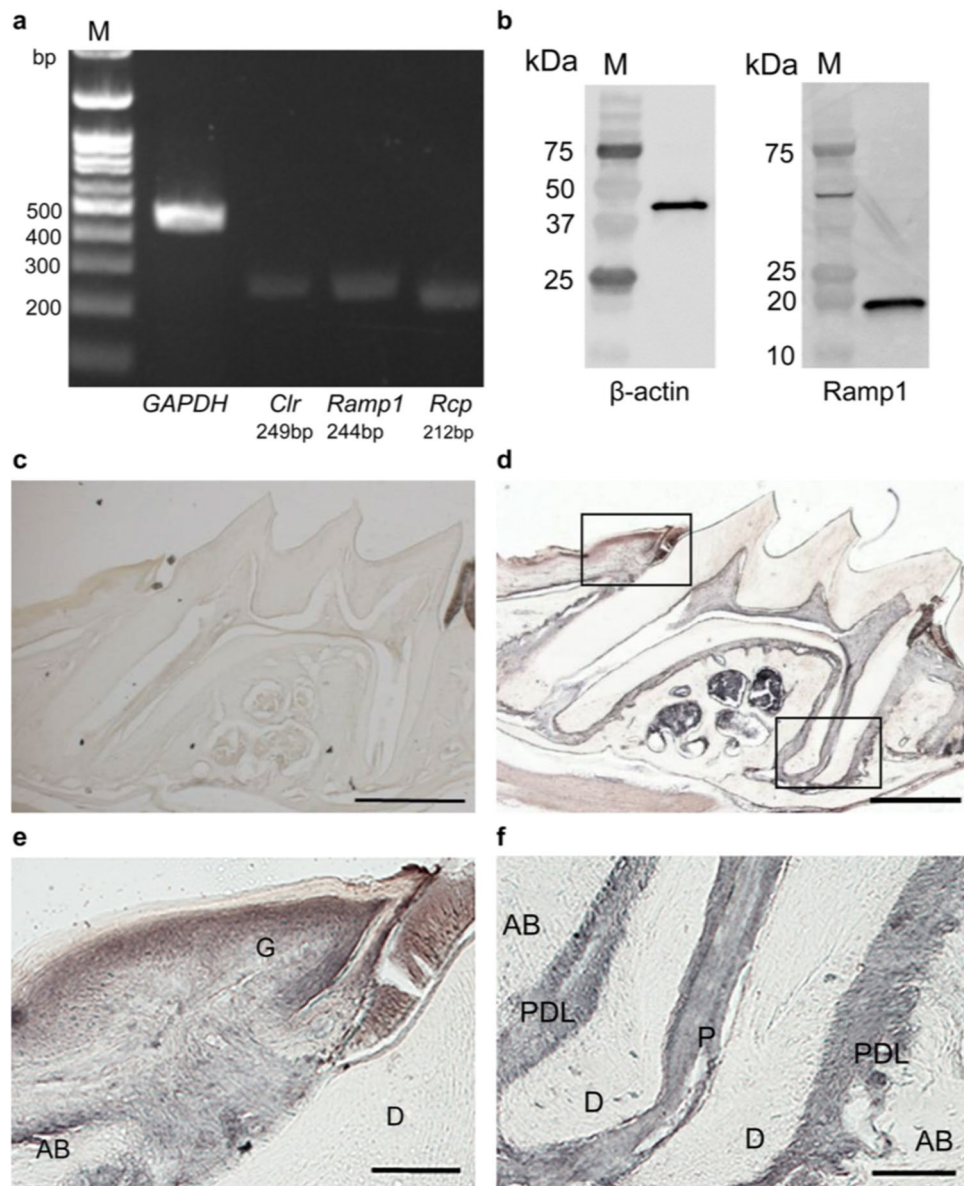 a
M
bp
500
400
300
200
GAPDH Clr Ramp1 Rcp
249bp 244bp 212bp
b
kDa M
75
50
37
25
β-actin
kDa M
75
25
20
10
Ramp1
c
d
e
G
AB
D
f
AB
PDL
P
D
D
PDL
AB